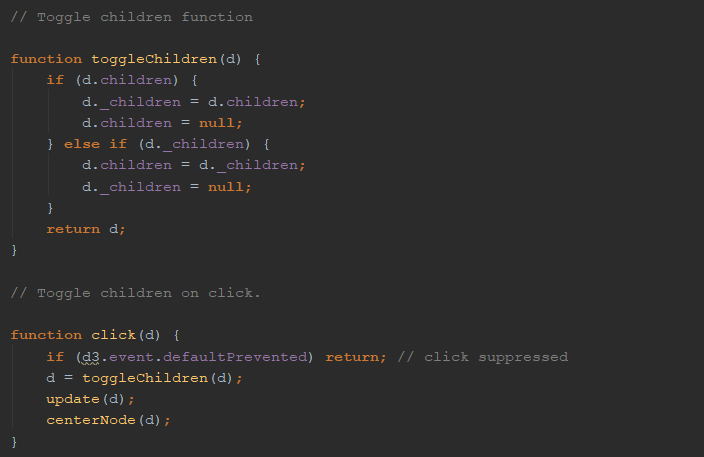 // Toggle children function
function toggleChildren(d) {
    if (d.children) {
        d._children = d.children;
        d.children = null;
    } else if (d._children) {
        d.children = d._children;
        d._children = null;
    }
    return d;
}
// Toggle children on click.
function click(d) {
    if (d3.event.defaultPrevented) return; // click suppressed
    d = toggleChildren(d);
    update(d);
    centerNode(d);
}